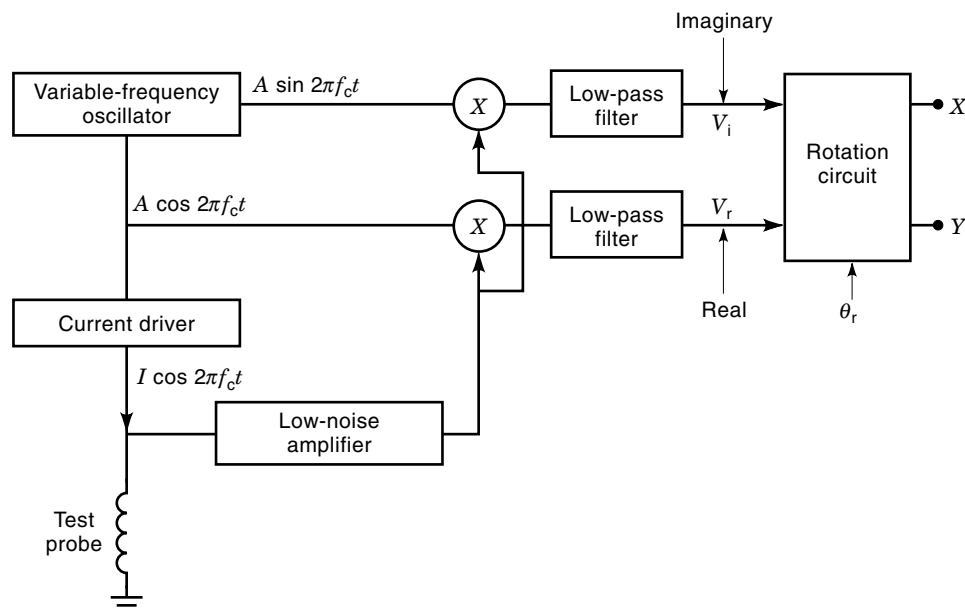 Imaginary
Variable-frequency
oscillator
A sin 2πf_ct
X
Low-pass
filter
V_i
X
Rotation
circuit
A cos 2πf_ct
X
Low-pass
filter
V_r
Y
Current driver
Real
θ_r
I cos 2πf_ct
Low-noise
amplifier
Test
probe